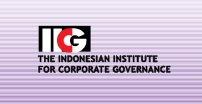 IICG
THE INDONESIAN INSTITUTE
FOR CORPORATE GOVERNANCE